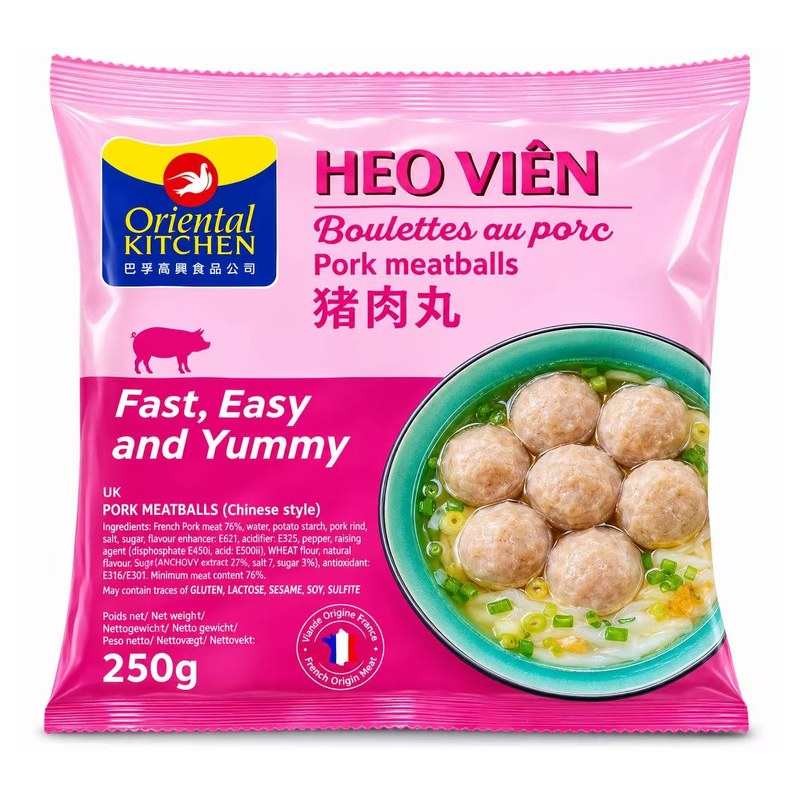 Oriental
KITCHEN
巴孚高興食品公司
HEO VIÊN
Boulettes au porc
Pork meatballs
猪肉丸
Fast, Easy
and Yummy
UK
PORK MEATBALLS (Chinese style)
Ingredients: French Pork meat 76%, water, potato starch, pork rind,
salt, sugar, flavour enhancer: E621, acidifier: E325, pepper, raising
agent (disphosphate E450i, acid: E500ii), WHEAT flour, natural
flavour. (ANCHOVY extract 27%, salt 7, sugar 3%), antioxidant:
E316/E301. Minimum meat content 76%.
May contain traces of GLUTEN, LACTOSE, SESAME, SOY, SULFITE
Poids net/ Net weight/
Nettogewicht/ Netto gewicht/
Peso netto/ Nettovægt/ Nettovekt:
250g
Viande Origine France
French Origin Meat